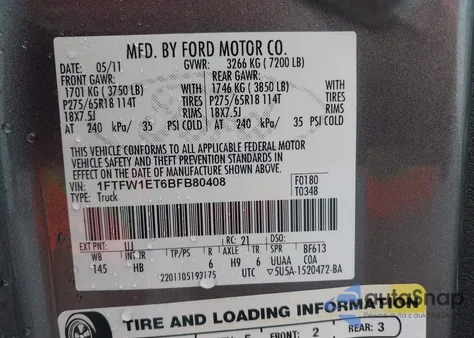 MFD. BY FORD MOTOR CO.
DATE: 05/11 GVWR: 3266 KG ( 7200 LB)
FRONT GAWR: REAR GAWR:
1701 KG ( 3750 LB) WITH 1746 KG ( 3850 LB) WITH
P275/65R18 114T TIRES P275/65R18 114T TIRES
18X7.5J RIMS 18X7.5J RIMS
AT 240 kPa/ 35 PSI COLD AT 240 kPa/ 35 PSI COLD
THIS VEHICLE CONFORMS TO ALL APPLICABLE FEDERAL MOTOR
VEHICLE SAFETY AND THEFT PREVENTION STANDARDS IN
EFFECT ON THE DATE OF MANUFACTURE SHOWN ABOVE.
VIN: 1FTFW1ET6BFB80408 F0180
TYPE: Truck T0348
EXT PNT: UJ RC: 21 DSO:
WB INT TR TP/PS R AXLE TR SPR BF613
145 HB 6 H9 6 UUAA COA
2201105193175 UTC 5U5A-1520472-BA
autoSnap
TIRE AND LOADING INFORMATION
FRONT: 2 REAR: 3